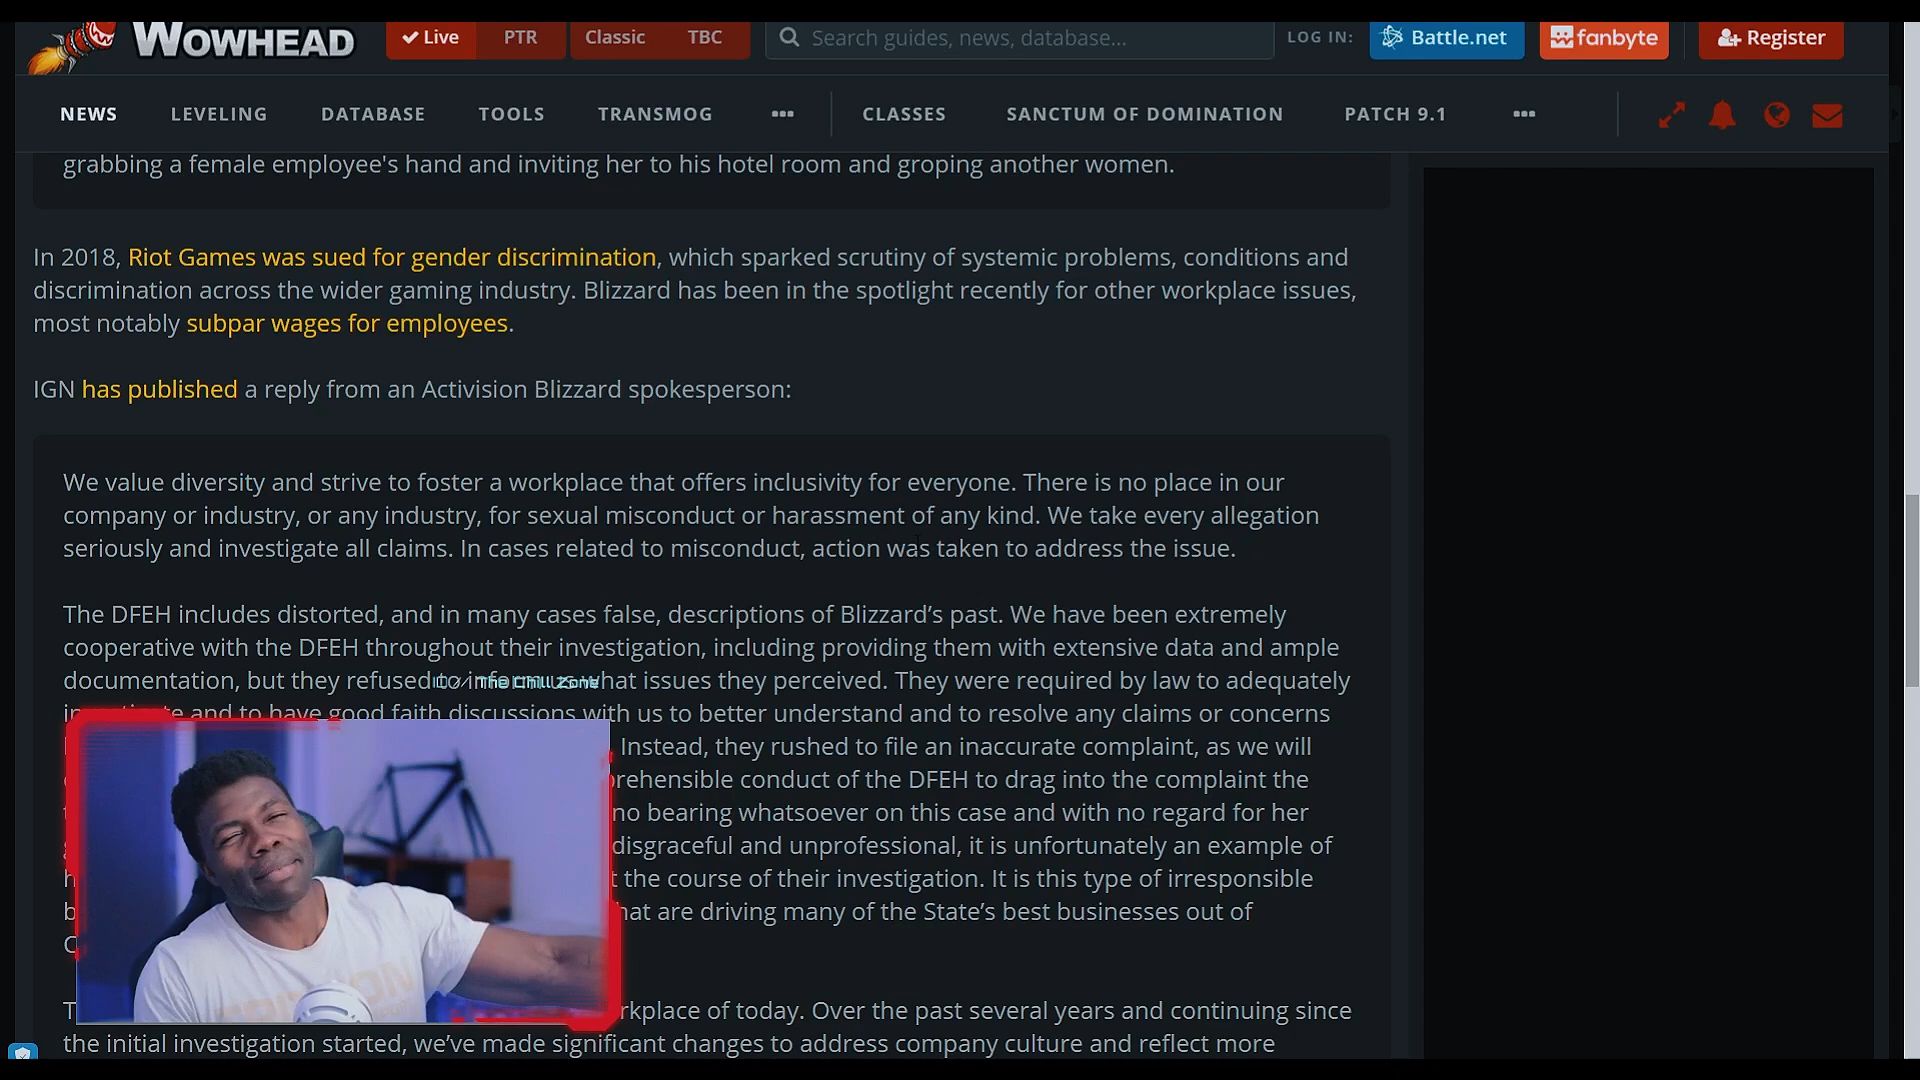 WOWHEAD
Live PTR Classic TBC Search guides, news, database... LOG IN: Battle.net fanbyte Register
NEWS LEVELING DATABASE TOOLS TRANSMOG ••• CLASSES SANCTUM OF DOMINATION PATCH 9.1 •••
grabbing a female employee's hand and inviting her to his hotel room and groping another women.
In 2018, Riot Games was sued for gender discrimination, which sparked scrutiny of systemic problems, conditions and
discrimination across the wider gaming industry. Blizzard has been in the spotlight recently for other workplace issues,
most notably subpar wages for employees.
IGN has published a reply from an Activision Blizzard spokesperson:
We value diversity and strive to foster a workplace that offers inclusivity for everyone. There is no place in our
company or industry, or any industry, for sexual misconduct or harassment of any kind. We take every allegation
seriously and investigate all claims. In cases related to misconduct, action was taken to address the issue.
The DFEH includes distorted, and in many cases false, descriptions of Blizzard’s past. We have been extremely
cooperative with the DFEH throughout their investigation, including providing them with extensive data and ample
documentation, but they refused to inform us what issues they perceived. They were required by law to adequately
The Chill Zone
and to have good faith discussions with us to better understand and to resolve any claims or concerns
Instead, they rushed to file an inaccurate complaint, as we will
conduct of the DFEH to drag into the complaint the
no bearing whatsoever on this case and with no regard for her
disgraceful and unprofessional, it is unfortunately an example of
the course of their investigation. It is this type of irresponsible
that are driving many of the State’s best businesses out of
of today. Over the past several years and continuing since
the initial investigation started, we’ve made significant changes to address company culture and reflect more